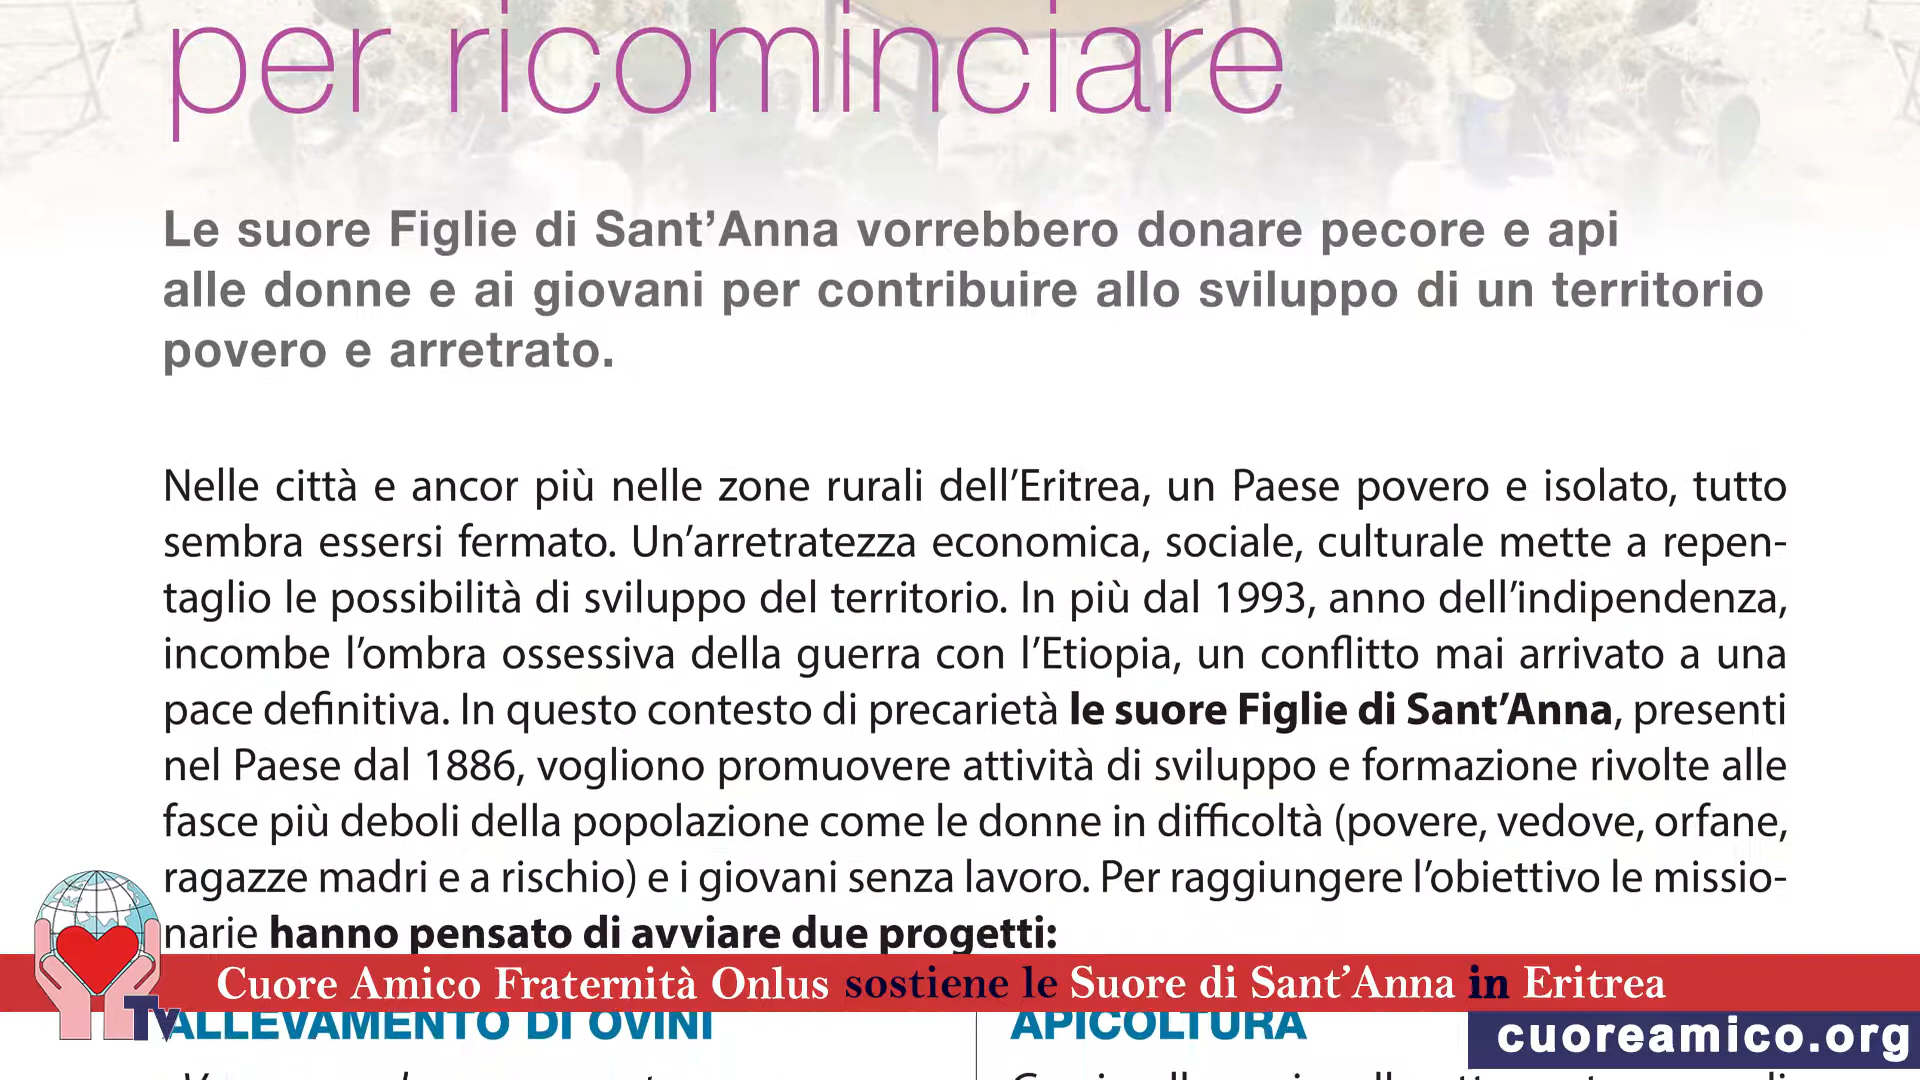 per ricominciare
Le suore Figlie di Sant’Anna vorrebbero donare pecore e api
alle donne e ai giovani per contribuire allo sviluppo di un territorio
povero e arretrato.
Nelle città e ancor più nelle zone rurali dell’Eritrea, un Paese povero e isolato, tutto
sembra essersi fermato. Un’arretratezza economica, sociale, culturale mette a repen-
taglio le possibilità di sviluppo del territorio. In più dal 1993, anno dell’indipendenza,
incombe l’ombra ossessiva della guerra con l’Etiopia, un conflitto mai arrivato a una
pace definitiva. In questo contesto di precarietà le suore Figlie di Sant’Anna, presenti
nel Paese dal 1886, vogliono promuovere attività di sviluppo e formazione rivolte alle
fasce più deboli della popolazione come le donne in difficoltà (povere, vedove, orfane,
ragazze madri e a rischio) e i giovani senza lavoro. Per raggiungere l’obiettivo le missio-
narie hanno pensato di avviare due progetti:
Cuore Amico Fraternità Onlus sostiene le Suore di Sant’Anna in Eritrea
Tv
ALLEVAMENTO DI OVINI
APICOLTURA
cuoreamico.org